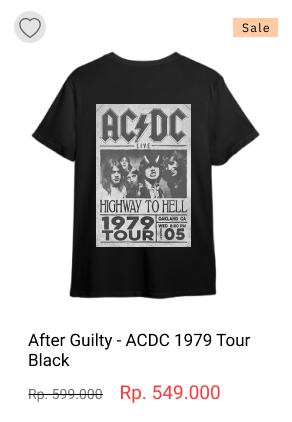 Sale
AC⚡DC
LIVE
HIGHWAY TO HELL
1979
TOUR
OAKLAND, CA
WED. 8:00 PM
05
After Guilty - ACDC 1979 Tour
Black
Rp. 599.000 Rp. 549.000